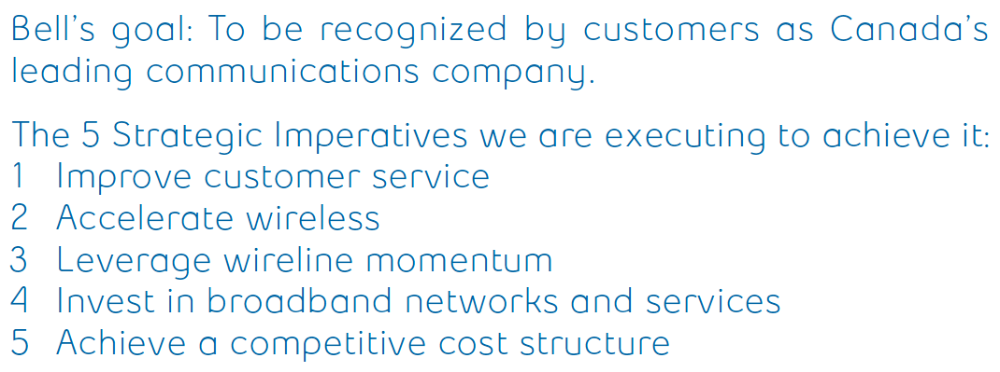 Bell’s goal: To be recognized by customers as Canada’s
leading communications company.
The 5 Strategic Imperatives we are executing to achieve it:
1 Improve customer service
2 Accelerate wireless
3 Leverage wireline momentum
4 Invest in broadband networks and services
5 Achieve a competitive cost structure